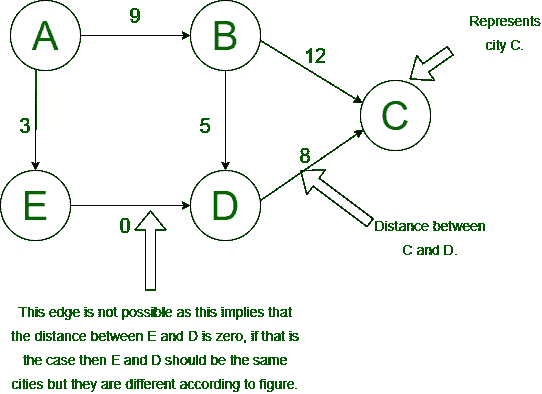 A
9
B
12
Represents
city C.
C
3
5
8
E
0
D
Distance between
C and D.
This edge is not possible as this implies that
the distance between E and D is zero, if that is
the case then E and D should be the same
cities but they are different according to figure.